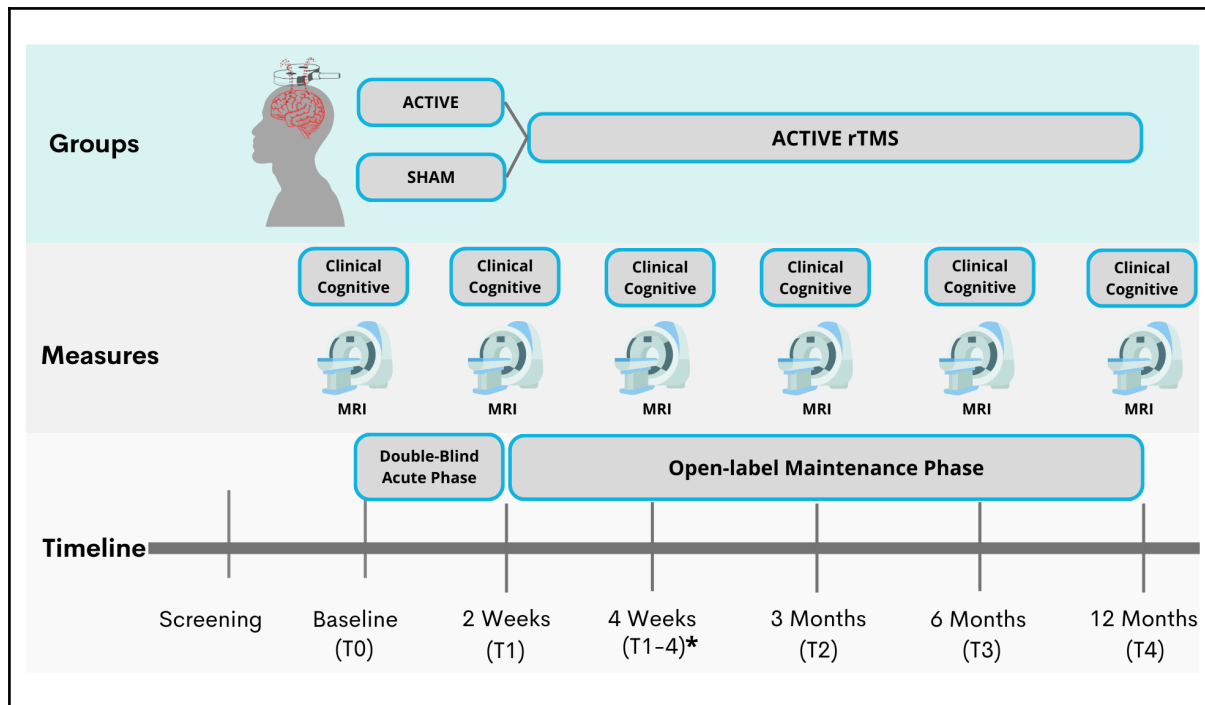 Groups
ACTIVE
SHAM
ACTIVE rTMS
Measures
Clinical
Cognitive
Clinical
Cognitive
Clinical
Cognitive
Clinical
Cognitive
Clinical
Cognitive
Clinical
Cognitive
MRI
MRI
MRI
MRI
MRI
MRI
Timeline
Double-Blind
Acute Phase
Open-label Maintenance Phase
Screening
Baseline
(T0)
2 Weeks
(T1)
4 Weeks
(T1-4)*
3 Months
(T2)
6 Months
(T3)
12 Months
(T4)